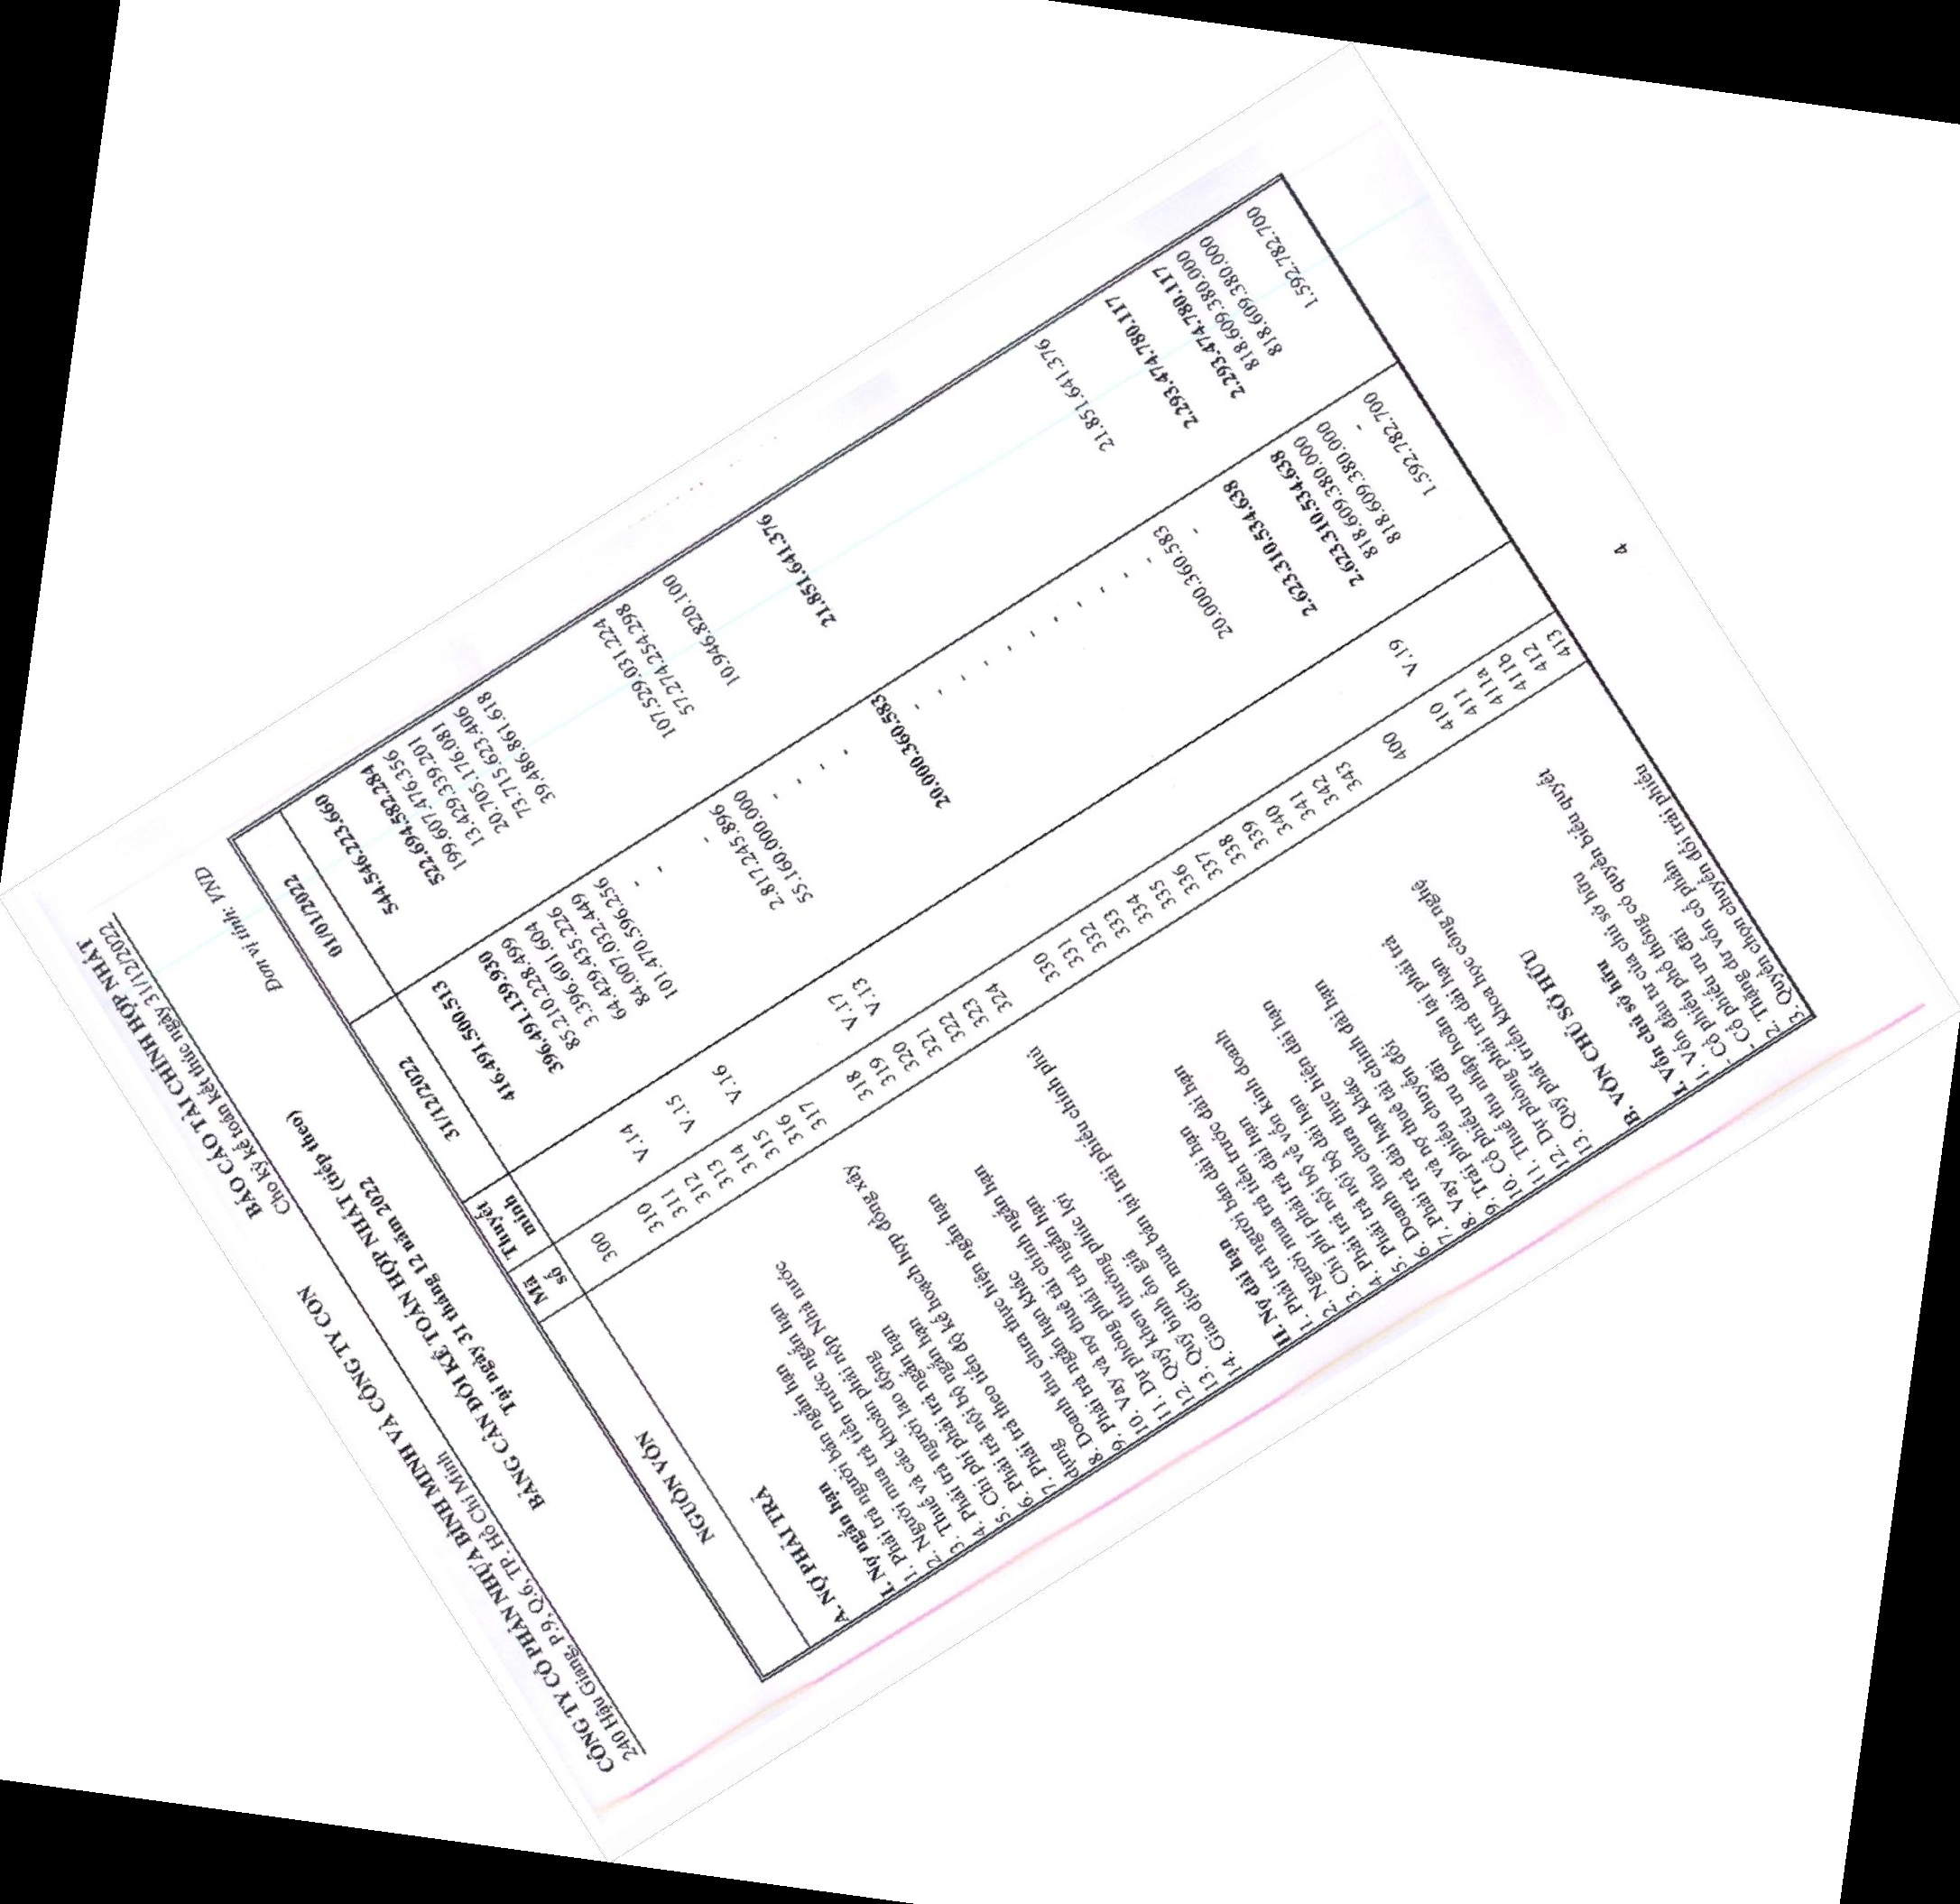 CÔNG TY CỔ PHẦN NHỰA BÌNH MINH VÀ CÔNG TY CON BÁO CÁO TÀI CHÍNH HỢP NHẤT
240 Hậu Giang, P.9, Q.6, TP. Hồ Chí Minh Cho kỳ kế toán kết thúc ngày 31/12/2022
BẢNG CÂN ĐỐI KẾ TOÁN HỢP NHẤT (tiếp theo)
Tại ngày 31 tháng 12 năm 2022
Đơn vị tính: VND
NGUỒN VỐN Mã số Thuyết minh 31/12/2022 01/01/2022
A. NỢ PHẢI TRẢ 300 416.491.500.513 544.546.223.660
I. Nợ ngắn hạn 310 396.491.139.930 522.694.582.284
1. Phải trả người bán ngắn hạn 311 V.14 85.210.228.499 199.607.476.356
2. Người mua trả tiền trước ngắn hạn 312 3.396.601.604 13.429.339.201
3. Thuế và các khoản phải nộp Nhà nước 313 V.15 64.429.435.226 20.705.176.081
4. Phải trả người lao động 314 84.007.032.449 73.715.623.406
5. Chi phí phải trả ngắn hạn 315 V.16 101.470.596.256 39.486.861.618
6. Phải trả nội bộ ngắn hạn 316 -
7. Phải trả theo tiến độ kế hoạch hợp đồng xây dựng 317 -
8. Doanh thu chưa thực hiện ngắn hạn 318 -
9. Phải trả ngắn hạn khác 319 V.17 2.817.245.896 107.529.031.224
10. Vay và nợ thuê tài chính ngắn hạn 320 V.13 55.160.000.000 57.274.254.298
11. Dự phòng phải trả ngắn hạn 321 -
12. Quỹ khen thưởng phúc lợi 322 - 10.946.820.100
13. Quỹ bình ổn giá 323 -
14. Giao dịch mua bán lại trái phiếu chính phủ 324 -
II. Nợ dài hạn 330 20.000.360.583 21.851.641.376
1. Phải trả người bán dài hạn 331 -
2. Người mua trả tiền trước dài hạn 332 -
3. Chi phí phải trả dài hạn 333 -
4. Phải trả nội bộ về vốn kinh doanh 334 -
5. Phải trả nội bộ dài hạn 335 -
6. Doanh thu chưa thực hiện dài hạn 336 -
7. Phải trả dài hạn khác 337 -
8. Vay và nợ thuê tài chính dài hạn 338 -
9. Trái phiếu chuyển đổi 339 -
10. Cổ phiếu ưu đãi 340 -
11. Thuế thu nhập hoãn lại phải trả 341 -
12. Dự phòng phải trả dài hạn 342 20.000.360.583 21.851.641.376
13. Quỹ phát triển khoa học công nghệ 343 -
B. VỐN CHỦ SỞ HỮU 400 2.623.310.534.638 2.293.474.780.117
I. Vốn chủ sở hữu 410 V.19 2.623.310.534.638 2.293.474.780.117
1. Vốn đầu tư của chủ sở hữu 411 818.609.380.000 818.609.380.000
- Cổ phiếu phổ thông có quyền biểu quyết 411a 818.609.380.000 818.609.380.000
- Cổ phiếu ưu đãi 411b -
2. Thặng dư vốn cổ phần 412 1.592.782.700 1.592.782.700
3. Quyền chọn chuyển đổi trái phiếu 413
4